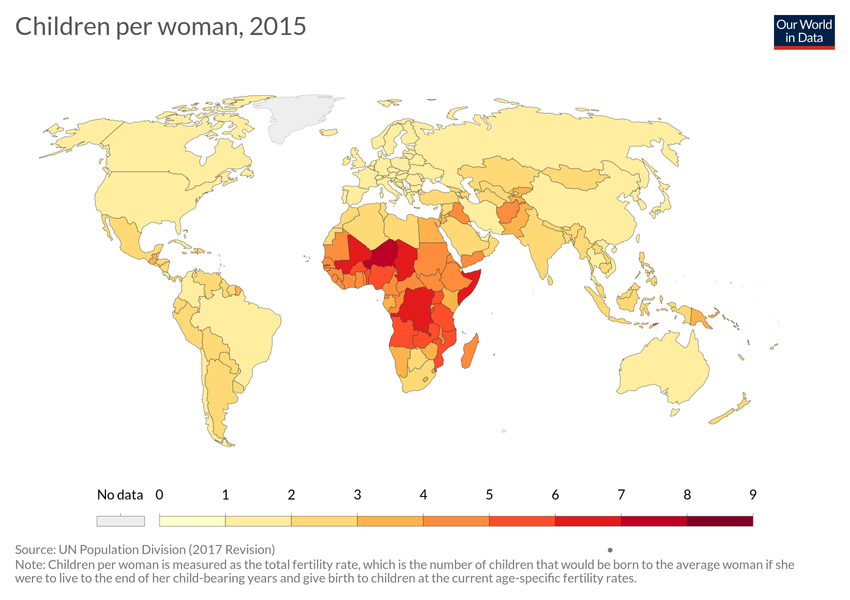 Children per woman, 2015
Our World
in Data
No data 0 1 2 3 4 5 6 7 8 9
Source: UN Population Division (2017 Revision)
Note: Children per woman is measured as the total fertility rate, which is the number of children that would be born to the average woman if she
were to live to the end of her child-bearing years and give birth to children at the current age-specific fertility rates.